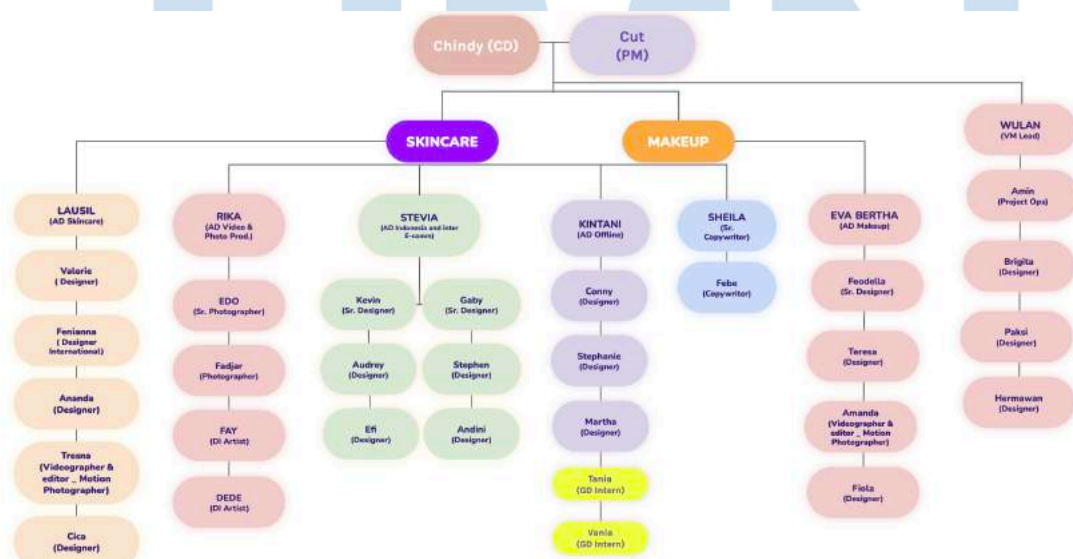 Chindy (CD)
Cut
(PM)
SKINCARE
MAKEUP
WULAN
(VM Lead)
LAUSIL
(AD Skincare)
Valerie
( Designer)
Fenianna
( Designer
International)
Ananda
(Designer)
Tresna
(Videographer &
editor _ Motion
Photographer)
Cica
(Designer)
RIKA
(AD Video &
Photo Prod.)
EDO
(Sr. Photographer)
Fadjar
(Photographer)
FAY
(DI Artist)
DEDE
(DI Artist)
STEVIA
(AD Indonesia and inter
E-comm)
Kevin
(Sr. Designer)
Audrey
(Designer)
Efi
(Designer)
Gaby
(Sr. Designer)
Stephen
(Designer)
Andini
(Designer)
KINTANI
(AD Offline)
Conny
(Designer)
Stephanie
(Designer)
Martha
(Designer)
Tania
(GD Intern)
Vania
(GD Intern)
SHEILA
(Sr.
Copywriter)
Febe
(Copywriter)
EVA BERTHA
(AD Makeup)
Feodella
(Sr. Designer)
Teresa
(Designer)
Amanda
(Videographer &
editor _ Motion
Photographer)
Fiola
(Designer)
Amin
(Project Ops)
Brigita
(Designer)
Paksi
(Designer)
Hermawan
(Designer)